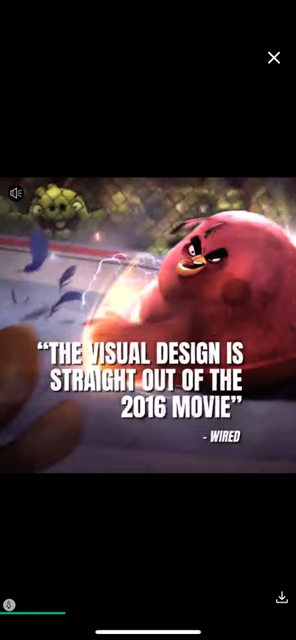 “THE VISUAL DESIGN IS
STRAIGHT OUT OF THE
2016 MOVIE”
- WIRED